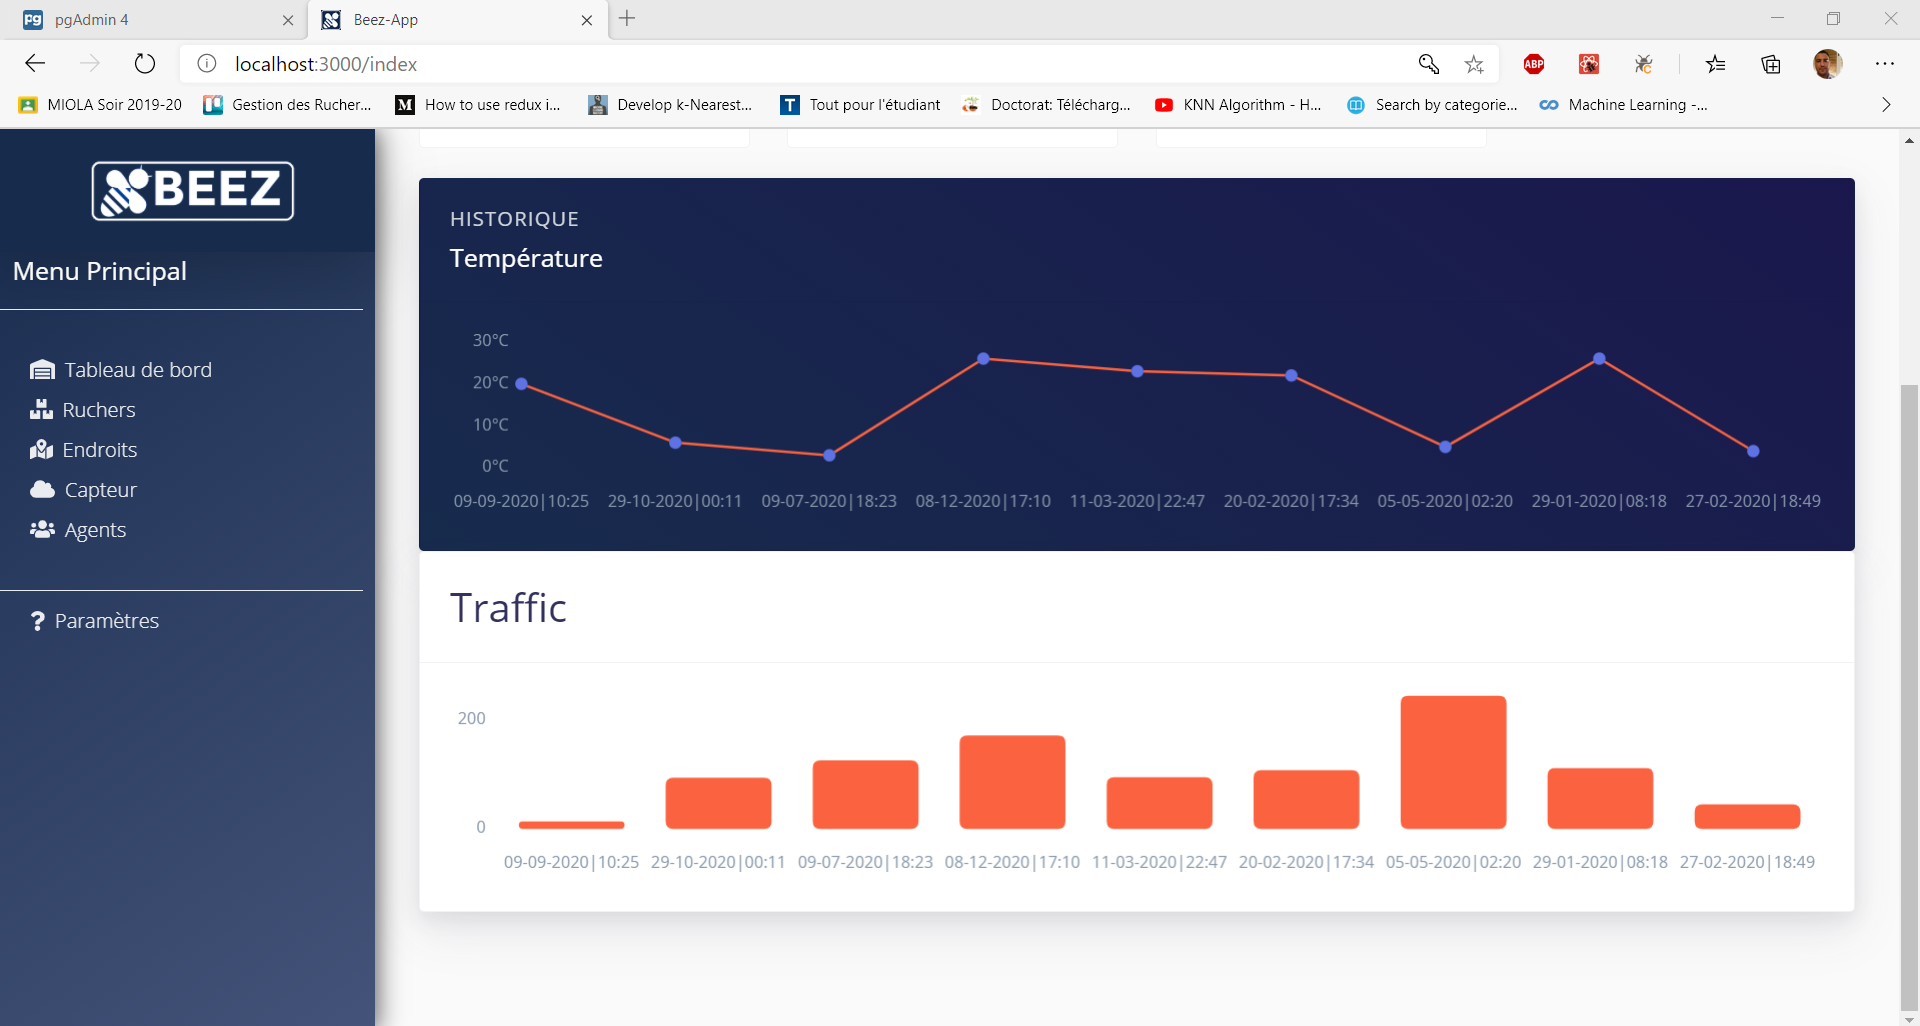 pgAdmin 4
Beez-App
localhost:3000/index
ABP
MIOLA Soir 2019-20
Gestion des Rucher...
How to use redux i...
Develop k-Nearest...
Tout pour l'étudiant
Doctorat: Télécharg...
KNN Algorithm - H...
Search by categorie...
Machine Learning -...
BEEZ
Menu Principal
Tableau de bord
Ruchers
Endroits
Capteur
Agents
Paramètres
HISTORIQUE
Température
30°C
20°C
10°C
0°C
09-09-2020|10:25 29-10-2020|00:11 09-07-2020|18:23 08-12-2020|17:10 11-03-2020|22:47 20-02-2020|17:34 05-05-2020|02:20 29-01-2020|08:18 27-02-2020|18:49
Traffic
200
0
09-09-2020|10:25 29-10-2020|00:11 09-07-2020|18:23 08-12-2020|17:10 11-03-2020|22:47 20-02-2020|17:34 05-05-2020|02:20 29-01-2020|08:18 27-02-2020|18:49